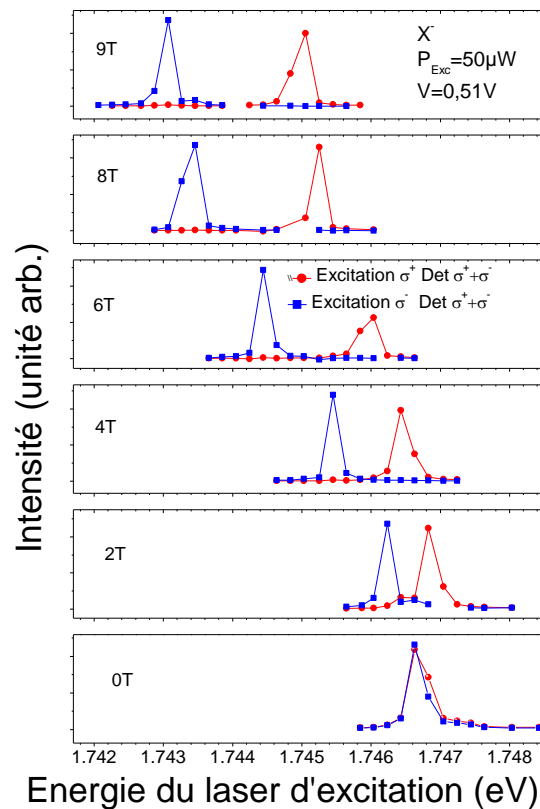 9T
X-
PExc=50µW
V=0,51V
8T
6T
Excitation σ+ Det σ++σ-
Excitation σ- Det σ++σ-
4T
2T
0T
Intensité (unité arb.)
1.742 1.743 1.744 1.745 1.746 1.747 1.748
Energie du laser d'excitation (eV)